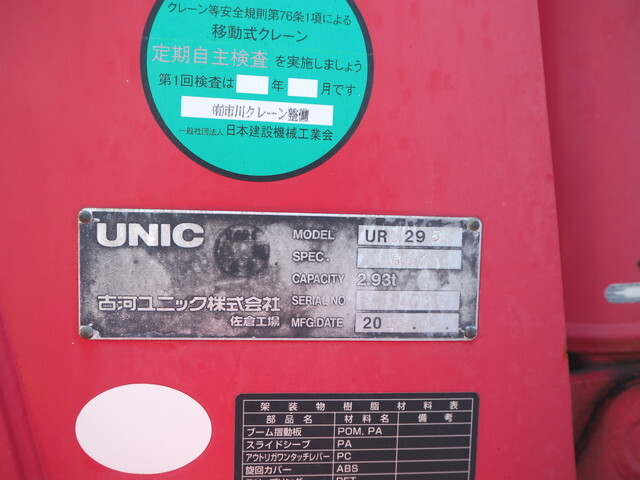 クレーン等安全規則第76条1項による
移動式クレーン
定期自主検査 を実施しましょう
第1回検査は 年 月です
㈲市川クレーン整備
一般社団法人 日本建設機械工業会
UNIC
MODEL UR 295
SPEC.
CAPACITY 2.93t
SERIAL NO
古河ユニック株式会社
佐倉工場
MFG.DATE 20
架装物樹脂材料表
部品名 材料名 備考
ブーム摺動板 POM, PA
スライドシーブ PA
アウトリガワンタッチレバー PC
旋回カバー ABS
PET